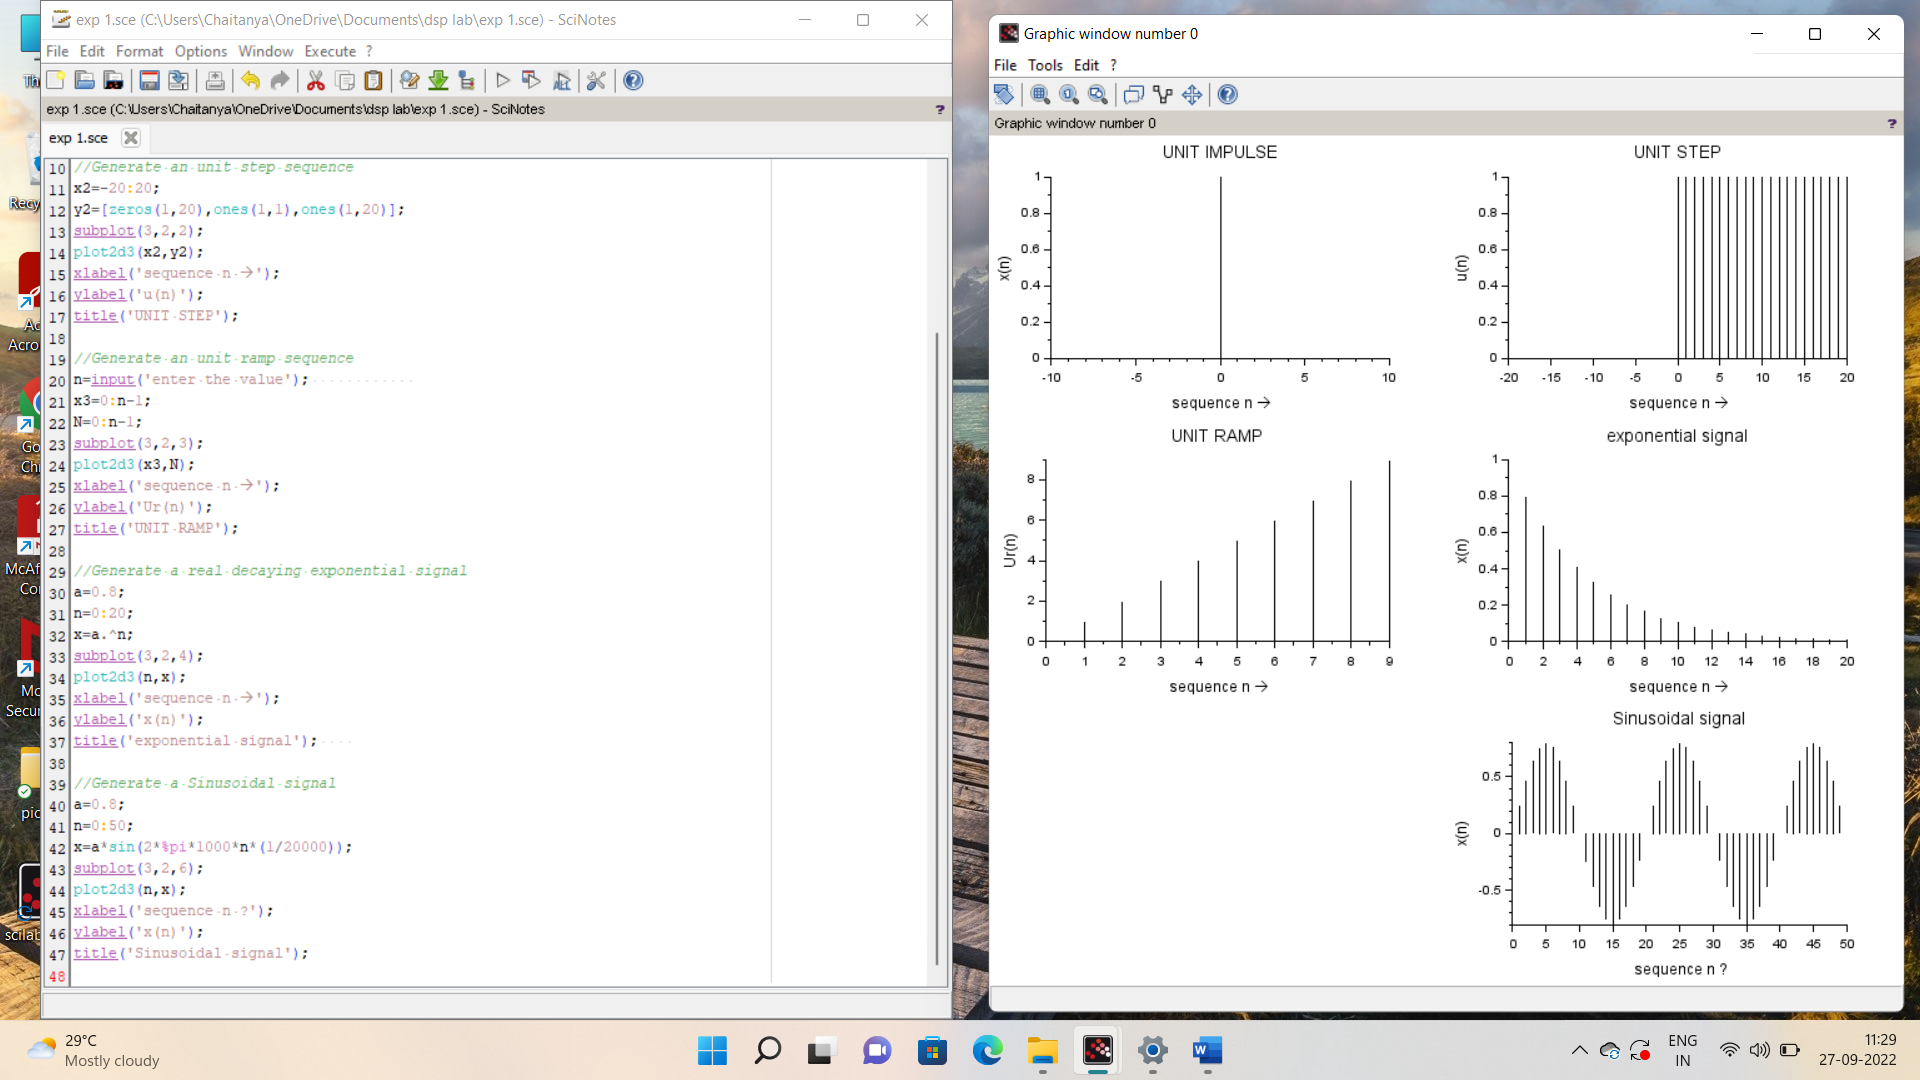 exp 1.sce (C:\Users\Chaitanya\OneDrive\Documents\dsp lab\exp 1.sce) - SciNotes
File Edit Format Options Window Execute ?
exp 1.sce (C:\Users\Chaitanya\OneDrive\Documents\dsp lab\exp 1.sce) - SciNotes ?
exp 1.sce
10 //Generate an unit step sequence
11 x2=-20:20;
12 y2=[zeros(1,20),ones(1,1),ones(1,20)];
13 subplot(3,2,2);
14 plot2d3(x2,y2);
15 xlabel('sequence n →');
16 ylabel('u(n)');
17 title('UNIT STEP');
18
19 //Generate an unit ramp sequence
20 n=input('enter the value');
21 x3=0:n-1;
22 N=0:n-1;
23 subplot(3,2,3);
24 plot2d3(x3,N);
25 xlabel('sequence n →');
26 ylabel('Ur(n)');
27 title('UNIT RAMP');
28
29 //Generate a real decaying exponential signal
30 a=0.8;
31 n=0:20;
32 x=a.^n;
33 subplot(3,2,4);
34 plot2d3(n,x);
35 xlabel('sequence n →');
36 ylabel('x(n)');
37 title('exponential signal');
38
39 //Generate a Sinusoidal signal
40 a=0.8;
41 n=0:50;
42 x=a*sin(2*%pi*1000*n*(1/20000));
43 subplot(3,2,6);
44 plot2d3(n,x);
45 xlabel('sequence n ?');
46 ylabel('x(n)');
47 title('Sinusoidal signal');
48
Graphic window number 0
File Tools Edit ?
Graphic window number 0 ?
UNIT IMPULSE
1
0.8
0.6
0.4
0.2
0
x(n)
-10 -5 0 5 10
sequence n →
UNIT STEP
1
0.8
0.6
0.4
0.2
0
u(n)
-20 -15 -10 -5 0 5 10 15 20
sequence n →
UNIT RAMP
8
6
4
2
0
Ur(n)
0 1 2 3 4 5 6 7 8 9
sequence n →
exponential signal
1
0.8
0.6
0.4
0.2
0
x(n)
0 2 4 6 8 10 12 14 16 18 20
sequence n →
Sinusoidal signal
0.5
0
-0.5
x(n)
0 5 10 15 20 25 30 35 40 45 50
sequence n ?
Th
Recy
Ac
Acro
Go
Ch
McAf
Co
Mc
Secu
pic
scilab
29°C
Mostly cloudy
ENG
IN
11:29
27-09-2022